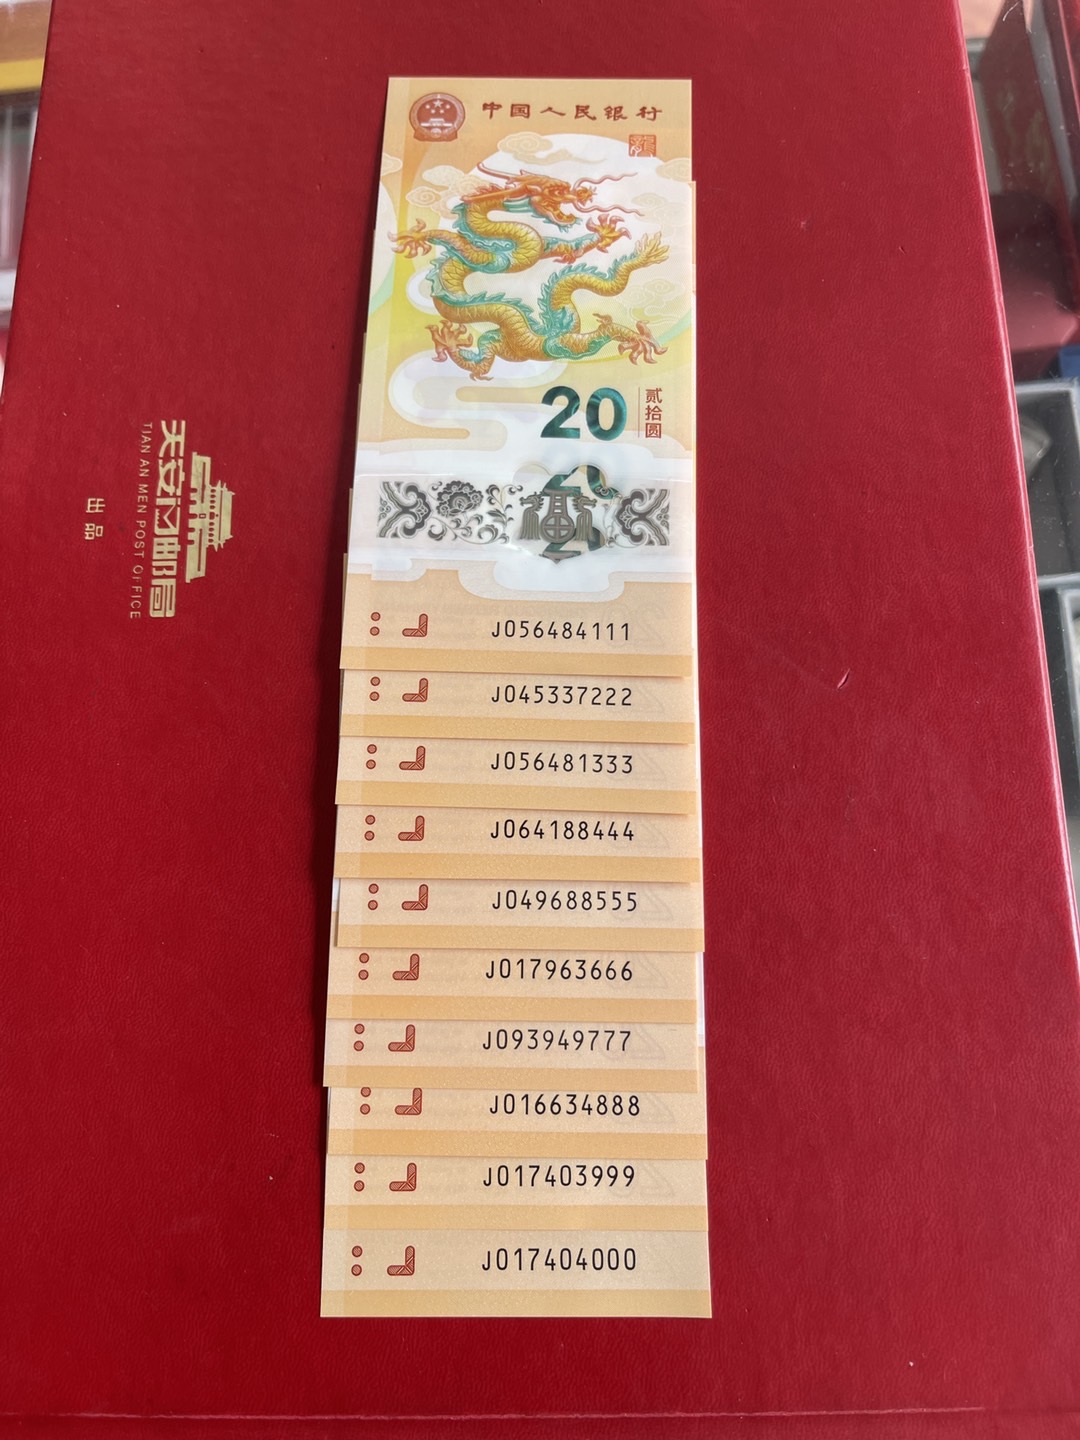 中国人民银行
龍
20
贰拾圆
J056484111
J045337222
J056481333
J064188444
J049688555
J017963666
J093949777
J016634888
J017403999
J017404000
天安门邮局
TIAN AN MEN POST OFFICE
出品